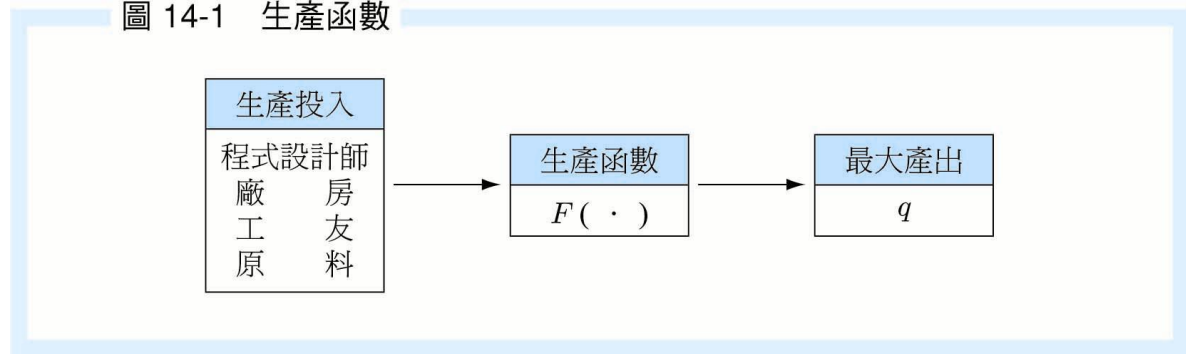 圖 14-1　生產函數
生產投入
程式設計師
廠　　房
工　　友
原　　料
生產函數
F( · )
最大產出
q